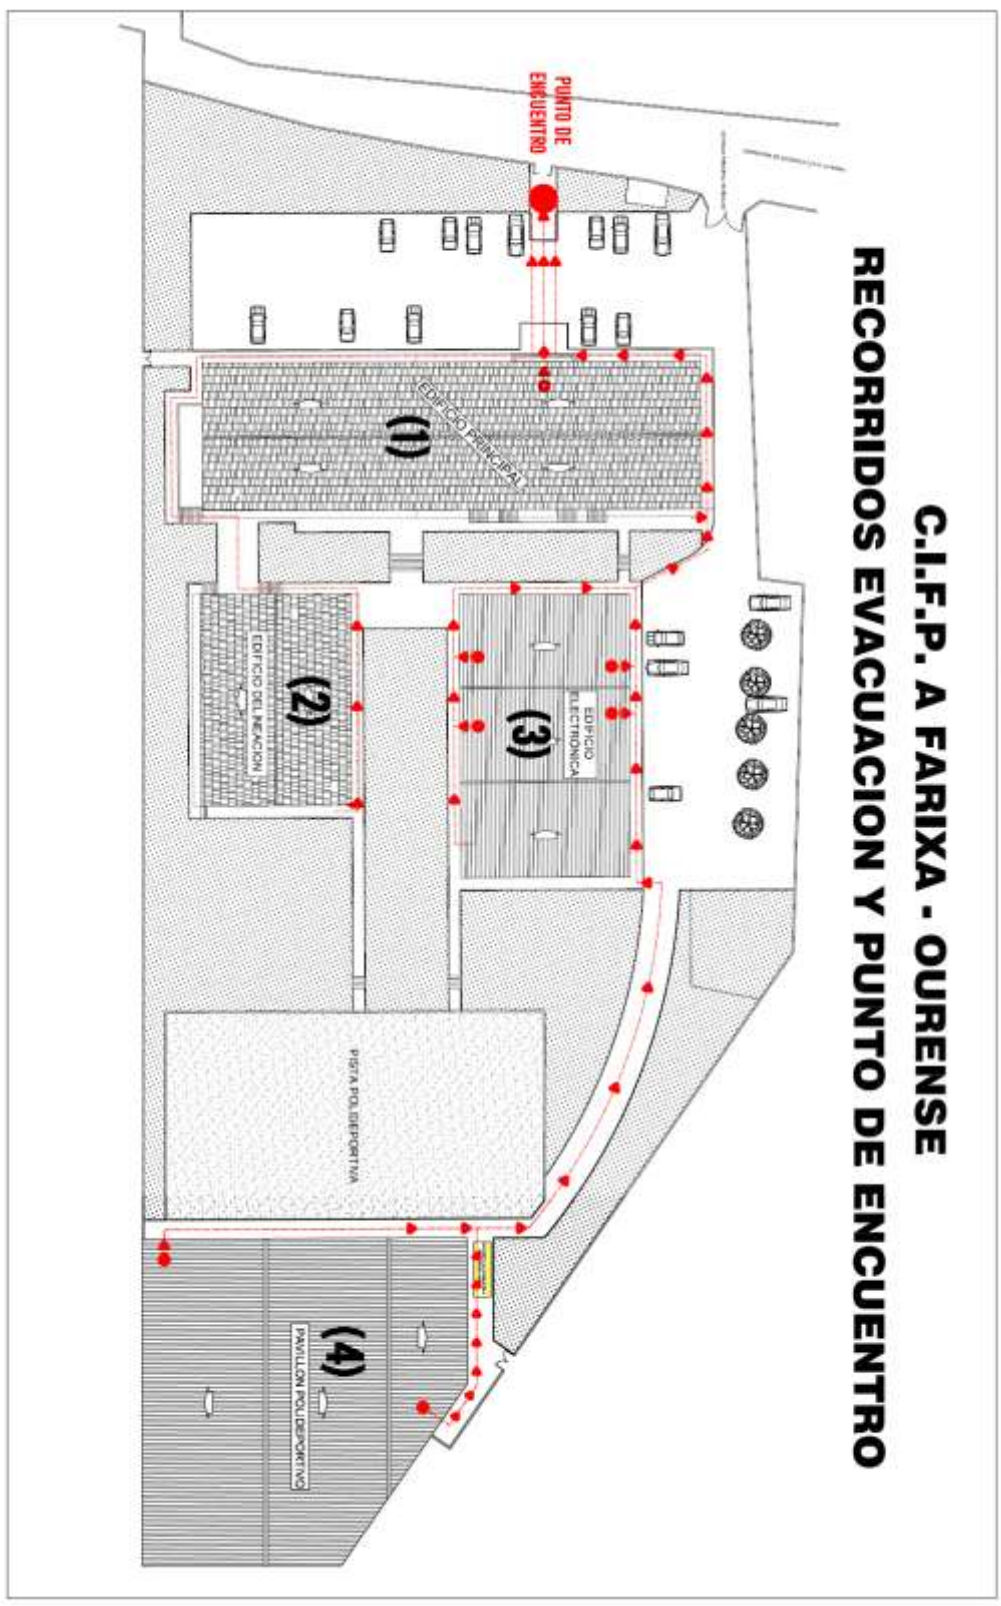 C.I.F.P. A FARIXA - OURENSE
RECORRIDOS EVACUACION Y PUNTO DE ENCUENTRO
PUNTO DE
ENCUENTRO
EDIFICIO PRINCIPAL
(1)
EDIFICIO DELINEACION
(2)
EDIFICIO
ELECTRÓNICA
(3)
PISTA POLIDEPORTIVA
(4)
PAVILLON POLIDEPORTIVO